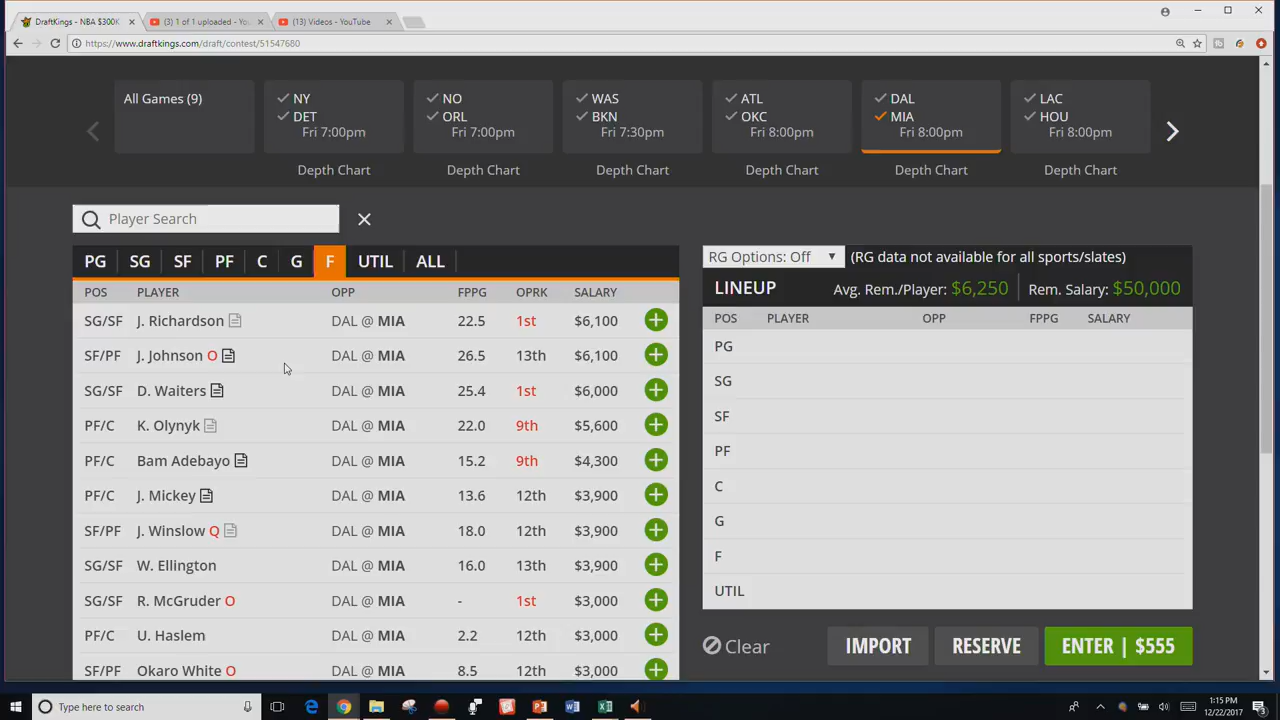 DraftKings - NBA $300K
(3) 1 of 1 uploaded - You
(13) Videos - YouTube
https://www.draftkings.com/draft/contest/51547680
All Games (9)
NY
DET
Fri 7:00pm
NO
ORL
Fri 7:00pm
WAS
BKN
Fri 7:30pm
ATL
OKC
Fri 8:00pm
DAL
MIA
Fri 8:00pm
LAC
HOU
Fri 8:00pm
Depth Chart Depth Chart Depth Chart Depth Chart Depth Chart Depth Chart
Player Search
PG SG SF PF C G F UTIL ALL
POS PLAYER OPP FPPG OPRK SALARY
SG/SF J. Richardson DAL @ MIA 22.5 1st $6,100
SF/PF J. Johnson O DAL @ MIA 26.5 13th $6,100
SG/SF D. Waiters DAL @ MIA 25.4 1st $6,000
PF/C K. Olynyk DAL @ MIA 22.0 9th $5,600
PF/C Bam Adebayo DAL @ MIA 15.2 9th $4,300
PF/C J. Mickey DAL @ MIA 13.6 12th $3,900
SF/PF J. Winslow Q DAL @ MIA 18.0 12th $3,900
SG/SF W. Ellington DAL @ MIA 16.0 13th $3,900
SG/SF R. McGruder O DAL @ MIA - 1st $3,000
PF/C U. Haslem DAL @ MIA 2.2 12th $3,000
SF/PF Okaro White O DAL @ MIA 8.5 12th $3,000
RG Options: Off (RG data not available for all sports/slates)
LINEUP Avg. Rem./Player: $6,250 Rem. Salary: $50,000
POS PLAYER OPP FPPG SALARY
PG
SG
SF
PF
C
G
F
UTIL
Clear IMPORT RESERVE ENTER | $555
Type here to search
1:15 PM
12/22/2017